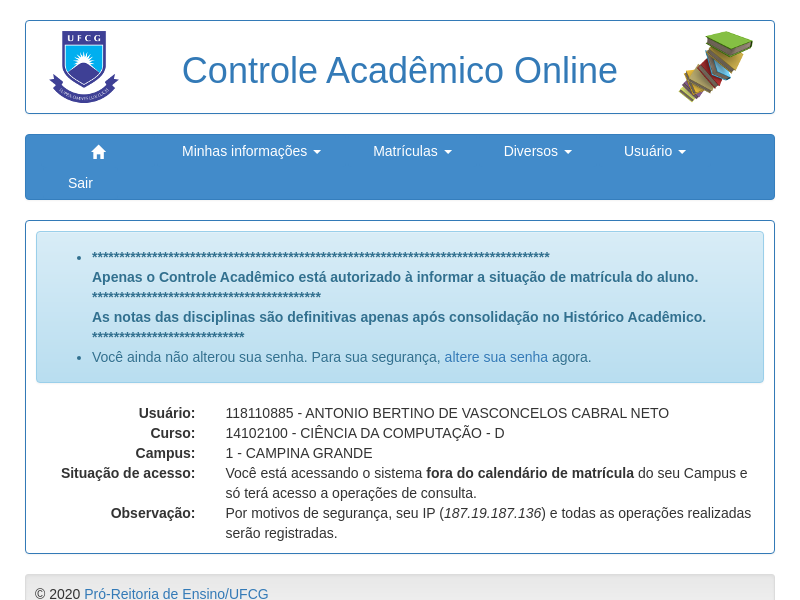 UFCG
Controle Acadêmico Online
Minhas informações
Matrículas
Diversos
Usuário
Sair
************************************************************************************
Apenas o Controle Acadêmico está autorizado à informar a situação de matrícula do aluno.
******************************************
As notas das disciplinas são definitivas apenas após consolidação no Histórico Acadêmico.
****************************
Você ainda não alterou sua senha. Para sua segurança, altere sua senha agora.
Usuário: 118110885 - ANTONIO BERTINO DE VASCONCELOS CABRAL NETO
Curso: 14102100 - CIÊNCIA DA COMPUTAÇÃO - D
Campus: 1 - CAMPINA GRANDE
Situação de acesso: Você está acessando o sistema fora do calendário de matrícula do seu Campus e
só terá acesso a operações de consulta.
Observação: Por motivos de segurança, seu IP (187.19.187.136) e todas as operações realizadas
serão registradas.
© 2020 Pró-Reitoria de Ensino/UFCG